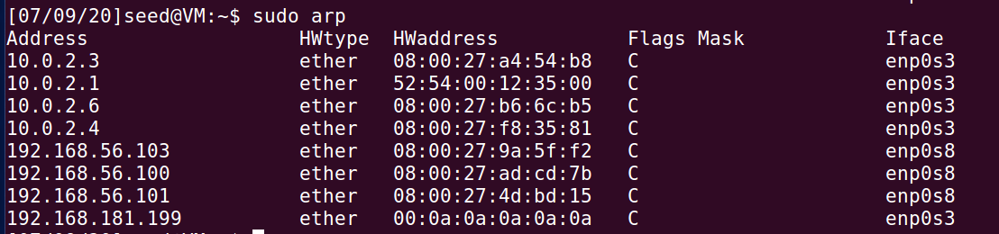 [07/09/20]seed@VM:~$ sudo arp
Address HWtype HWaddress Flags Mask Iface
10.0.2.3 ether 08:00:27:a4:54:b8 C enp0s3
10.0.2.1 ether 52:54:00:12:35:00 C enp0s3
10.0.2.6 ether 08:00:27:b6:6c:b5 C enp0s3
10.0.2.4 ether 08:00:27:f8:35:81 C enp0s3
192.168.56.103 ether 08:00:27:9a:5f:f2 C enp0s8
192.168.56.100 ether 08:00:27:ad:cd:7b C enp0s8
192.168.56.101 ether 08:00:27:4d:bd:15 C enp0s8
192.168.181.199 ether 00:0a:0a:0a:0a:0a C enp0s3